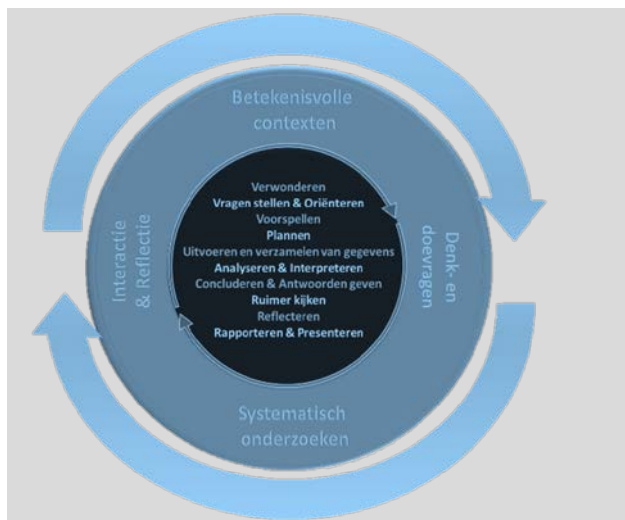 Betekenisvolle
contexten
Verwonderen
Vragen stellen & Oriënteren
Voorspellen
Plannen
Uitvoeren en verzamelen van gegevens
Analyseren & Interpreteren
Concluderen & Antwoorden geven
Ruimer kijken
Reflecteren
Rapporteren & Presenteren
Denk- en
doevragen
Systematisch
onderzoeken
Interactie
& Reflectie